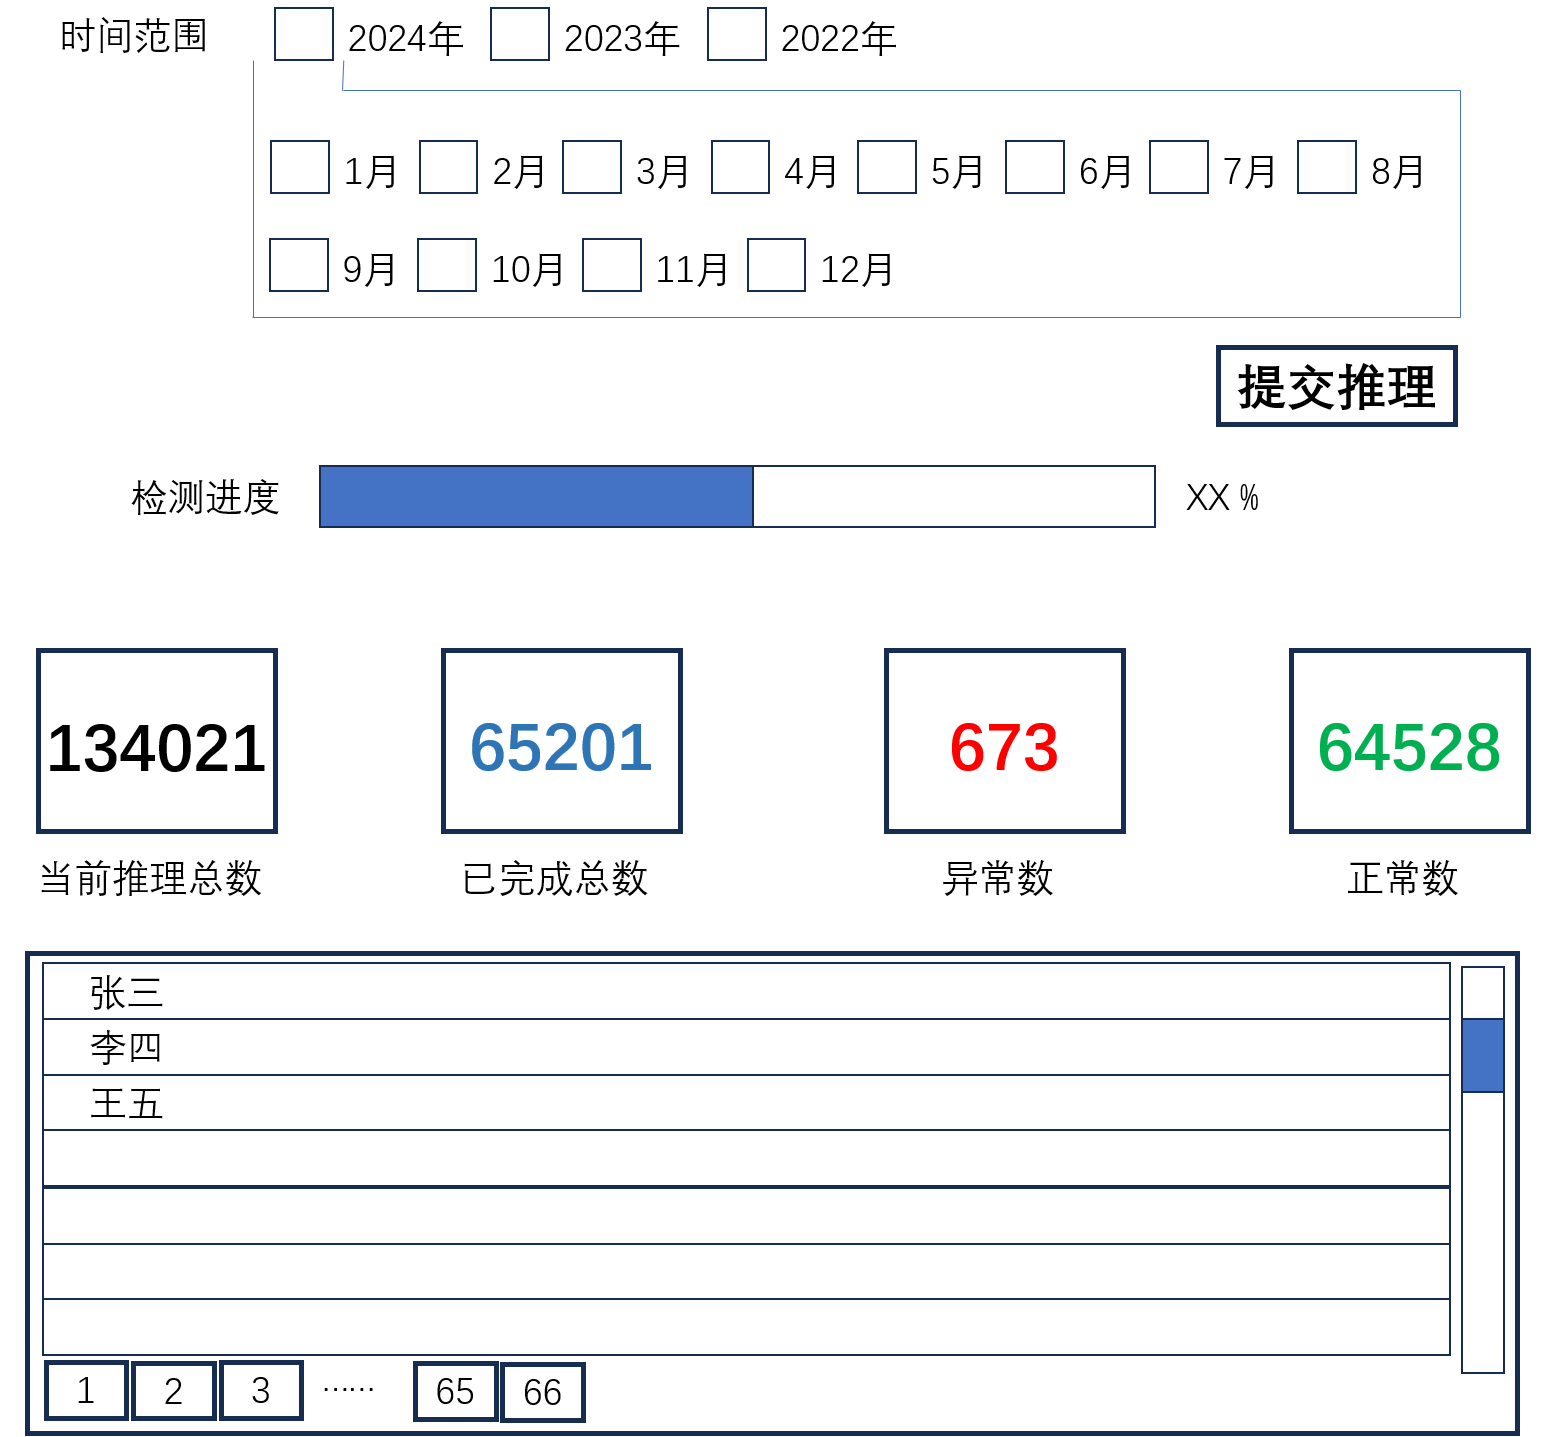 时间范围 2024年 2023年 2022年
1月 2月 3月 4月 5月 6月 7月 8月
9月 10月 11月 12月
提交推理
检测进度 XX %
134021 65201 673 64528
当前推理总数 已完成总数 异常数 正常数
张三
李四
王五
1 2 3 …… 65 66